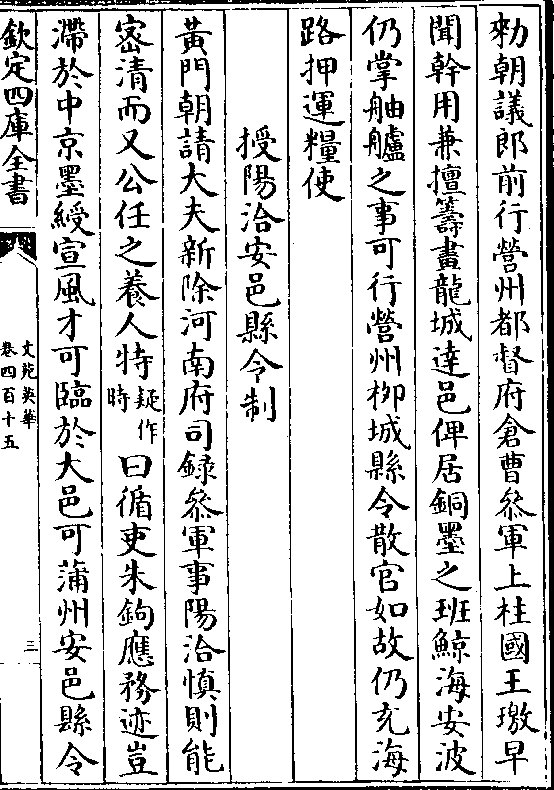 勑朝議郎前行營州都督府倉曹叅軍上柱國王璬早
聞幹用兼擅籌畫龍城達邑俾居銅墨之班鯨海安波
仍掌舳艫之事可行營州栁城縣令散官如故仍充海
路押運糧使
授陽洽安邑縣令制
黄門朝請大夫新除河南府司録叅軍事陽洽慎則能
宻清而又公任之養人特疑作時曰循吏朱鉤應務迹豈
滯於中京墨綬宣風才可臨於大邑可蒲州安邑縣令
欽定四庫全書
文苑英華
卷四百十五
三